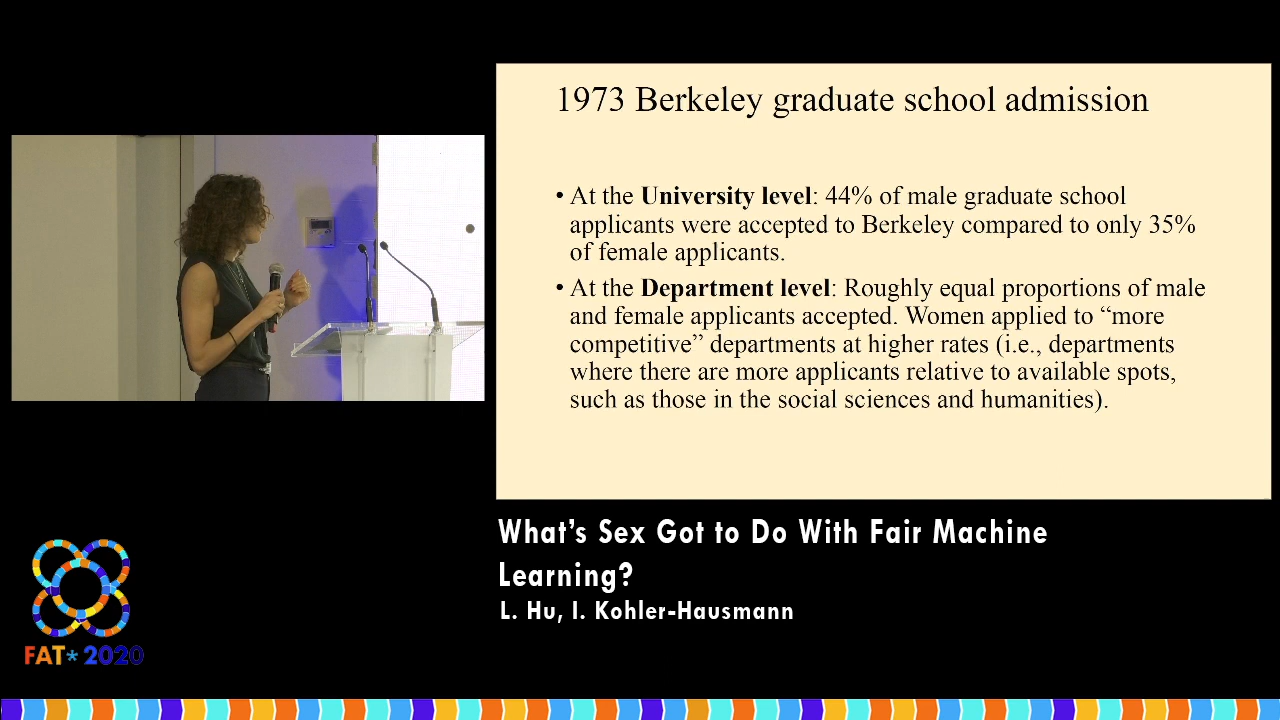 1973 Berkeley graduate school admission
• At the University level: 44% of male graduate school
applicants were accepted to Berkeley compared to only 35%
of female applicants.
• At the Department level: Roughly equal proportions of male
and female applicants accepted. Women applied to “more
competitive” departments at higher rates (i.e., departments
where there are more applicants relative to available spots,
such as those in the social sciences and humanities).
What’s Sex Got to Do With Fair Machine
Learning?
L. Hu, I. Kohler-Hausmann
FAT* 2020